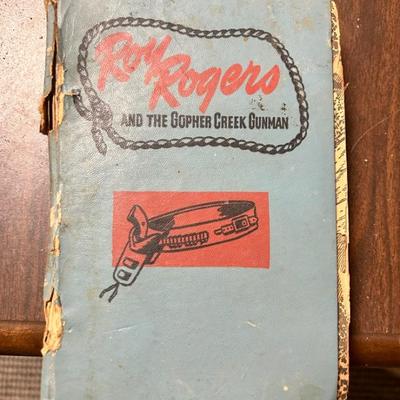 Roy
Rogers
AND THE GOPHER CREEK GUNMAN